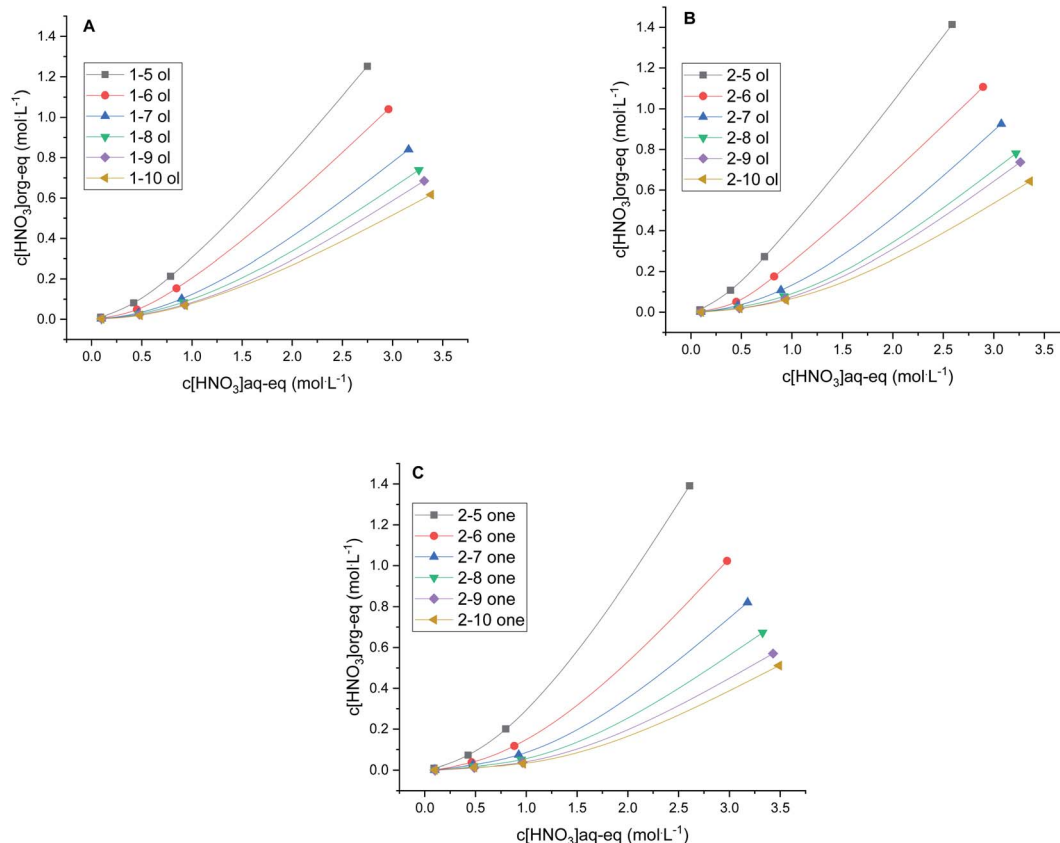 A
1-5 ol
1-6 ol
1-7 ol
1-8 ol
1-9 ol
1-10 ol
c[HNO₃]org-eq (mol·L⁻¹)
1.4
1.2
1.0
0.8
0.6
0.4
0.2
0.0
0.0 0.5 1.0 1.5 2.0 2.5 3.0 3.5
c[HNO₃]aq-eq (mol·L⁻¹)
B
2-5 ol
2-6 ol
2-7 ol
2-8 ol
2-9 ol
2-10 ol
c[HNO₃]org-eq (mol·L⁻¹)
1.4
1.2
1.0
0.8
0.6
0.4
0.2
0.0
0.0 0.5 1.0 1.5 2.0 2.5 3.0 3.5
c[HNO₃]aq-eq (mol·L⁻¹)
C
2-5 one
2-6 one
2-7 one
2-8 one
2-9 one
2-10 one
c[HNO₃]org-eq (mol·L⁻¹)
1.4
1.2
1.0
0.8
0.6
0.4
0.2
0.0
0.0 0.5 1.0 1.5 2.0 2.5 3.0 3.5
c[HNO₃]aq-eq (mol·L⁻¹)